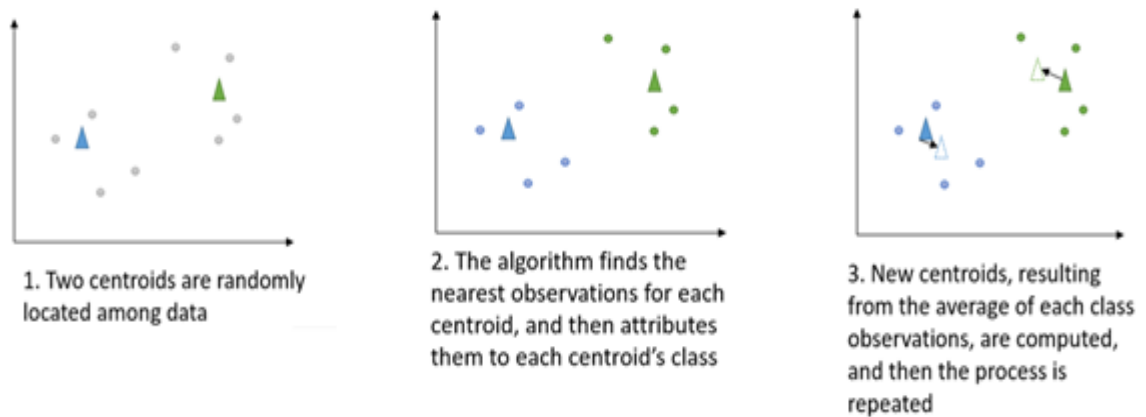 1. Two centroids are randomly
located among data
2. The algorithm finds the
nearest observations for each
centroid, and then attributes
them to each centroid's class
3. New centroids, resulting
from the average of each class
observations, are computed,
and then the process is
repeated